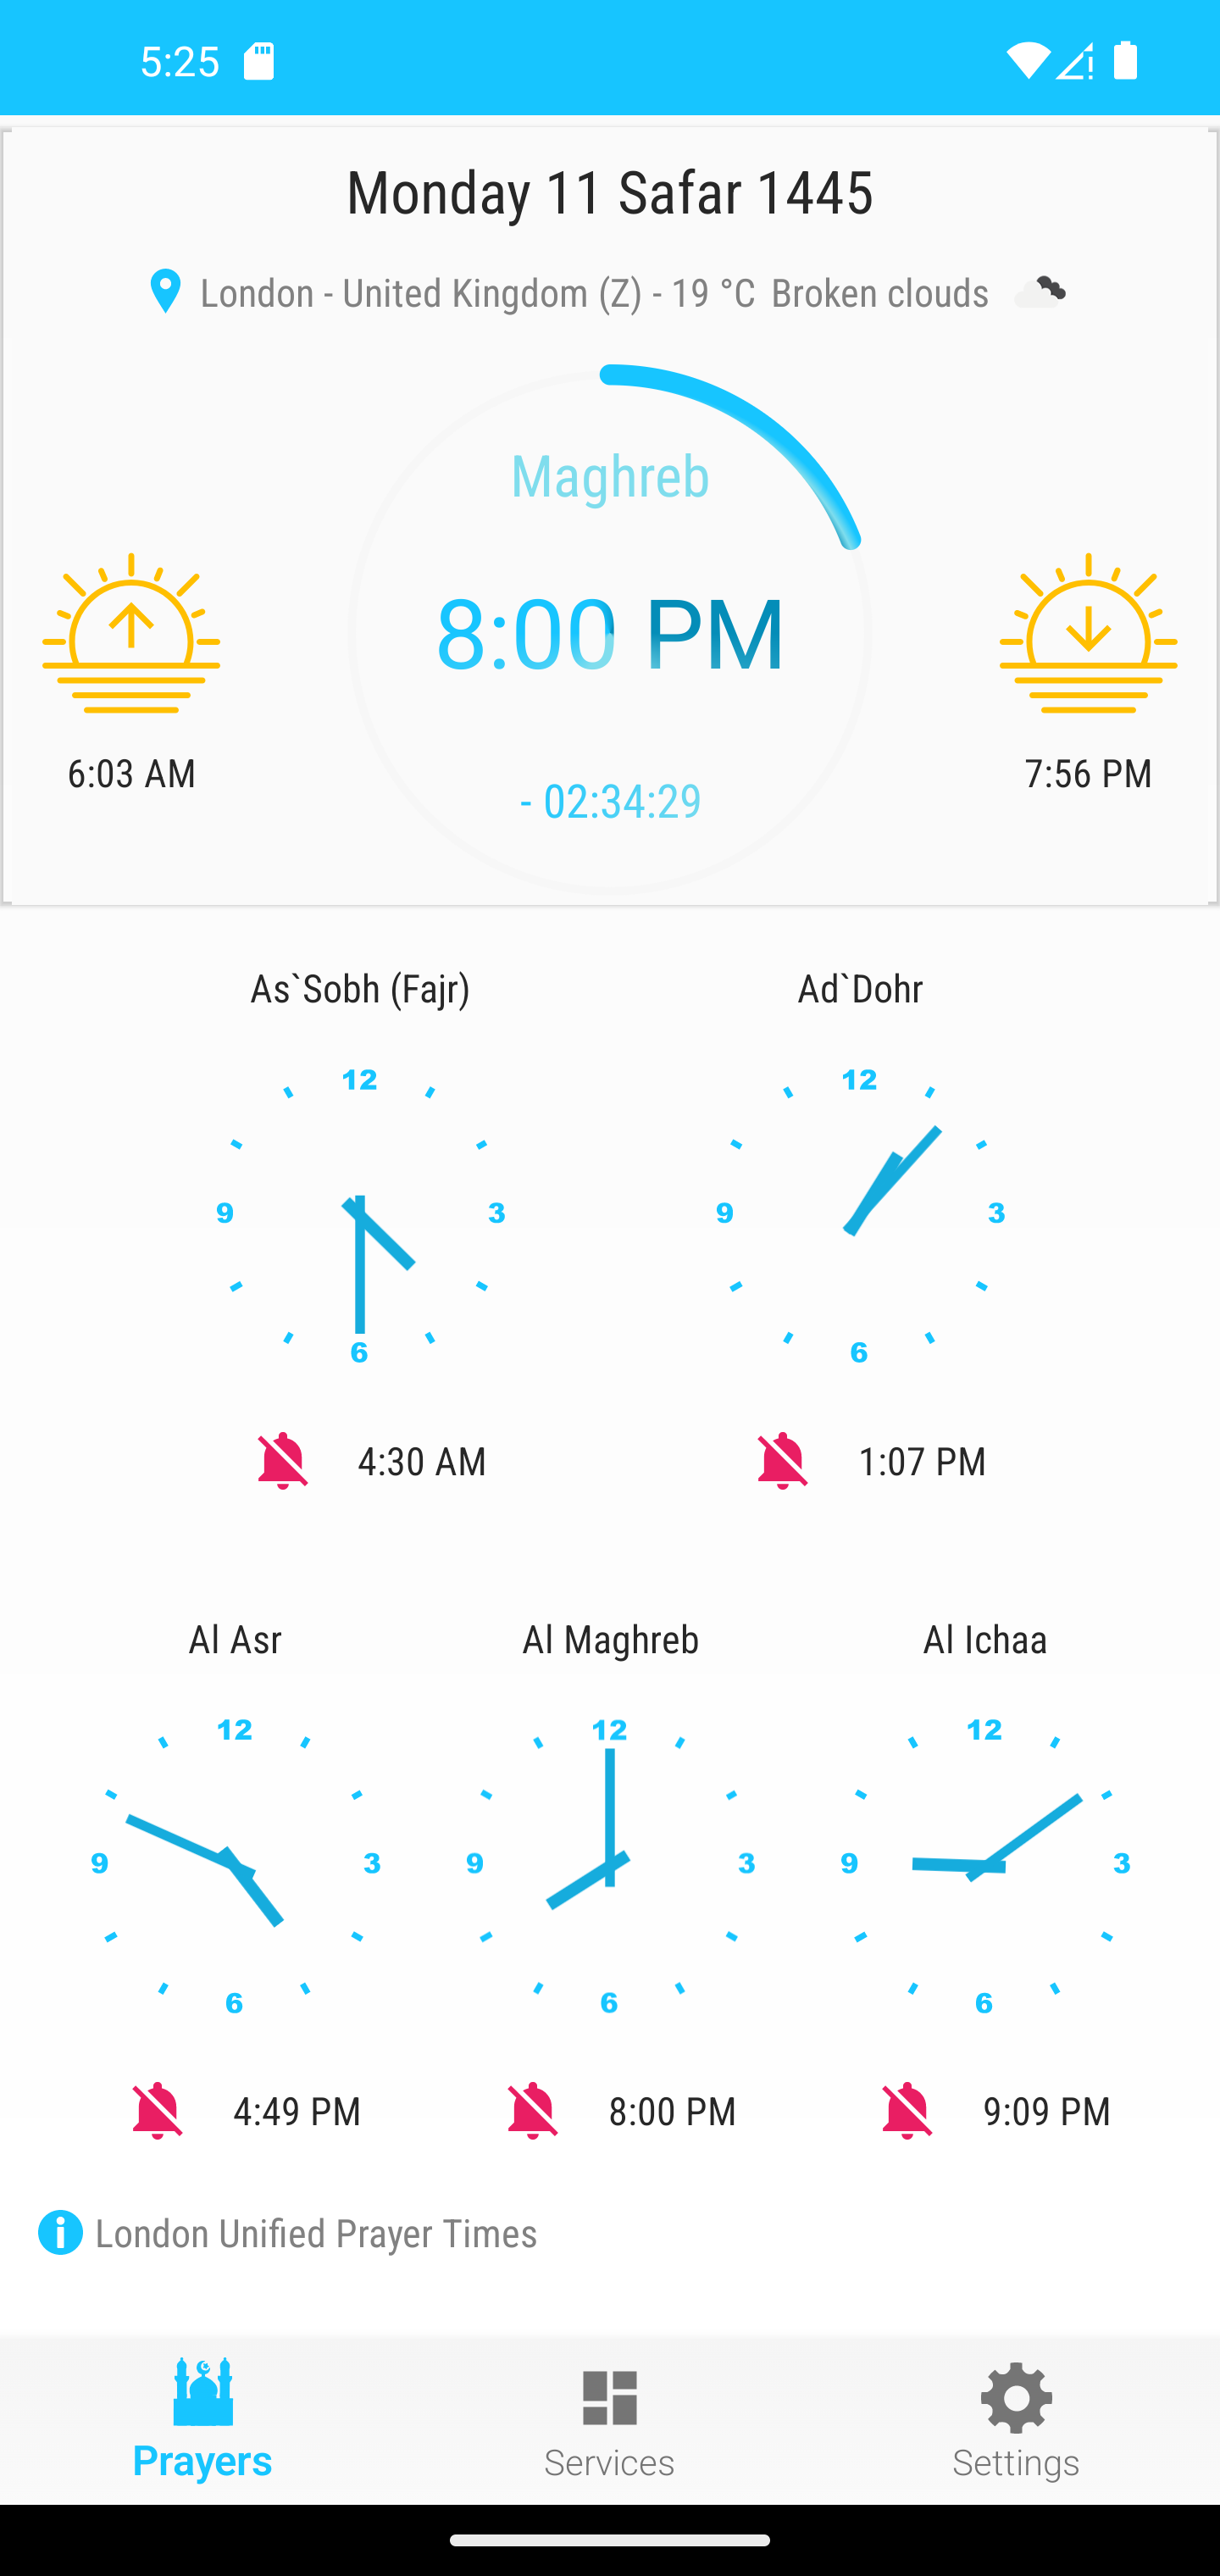 5:25
Monday 11 Safar 1445
London - United Kingdom (Z) - 19 °C Broken clouds
Maghreb
8:00 PM
6:03 AM
7:56 PM
- 02:34:29
As`Sobh (Fajr)
Ad`Dohr
12
9
3
6
12
9
3
6
4:30 AM
1:07 PM
Al Asr
Al Maghreb
Al Ichaa
12
9
3
6
12
9
3
6
12
9
3
6
4:49 PM
8:00 PM
9:09 PM
London Unified Prayer Times
Prayers
Services
Settings